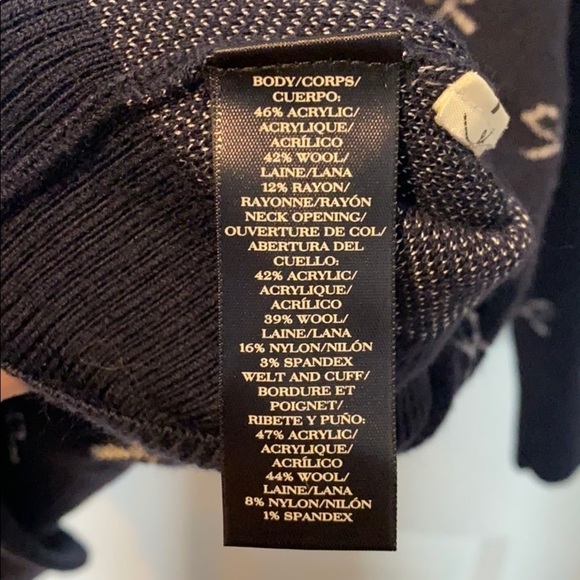 BODY/CORPS/
CUERPO:
46% ACRYLIC/
ACRYLIQUE/
ACRÍLICO
42% WOOL/
LAINE/LANA
12% RAYON/
RAYONNE/RAYÓN
NECK OPENING/
OUVERTURE DE COL/
ABERTURA DEL
CUELLO:
42% ACRYLIC/
ACRYLIQUE/
ACRÍLICO
39% WOOL/
LAINE/LANA
16% NYLON/NILÓN
3% SPANDEX
WELT AND CUFF/
BORDURE ET
POIGNET/
RIBETE Y PUÑO:
47% ACRYLIC/
ACRYLIQUE/
ACRÍLICO
44% WOOL/
LAINE/LANA
8% NYLON/NILÓN
1% SPANDEX